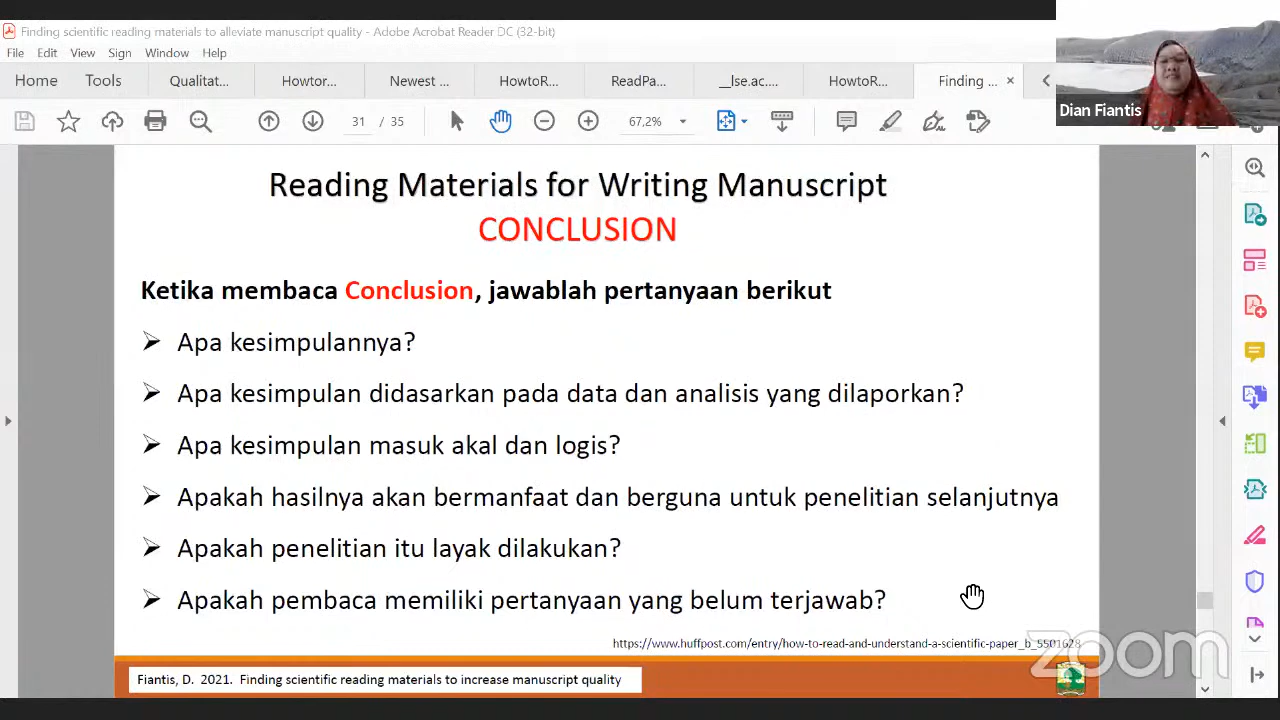 Finding scientific reading materials to alleviate manuscript quality - Adobe Acrobat Reader DC (32-bit)
File Edit View Sign Window Help
Home Tools Qualitat... Howtor... Newest ... HowtoR... ReadPa... __lse.ac.... HowtoR... Finding ... ×
31 / 35 67,2%
Dian Fiantis
Reading Materials for Writing Manuscript
CONCLUSION
Ketika membaca Conclusion, jawablah pertanyaan berikut
➢ Apa kesimpulannya?
➢ Apa kesimpulan didasarkan pada data dan analisis yang dilaporkan?
➢ Apa kesimpulan masuk akal dan logis?
➢ Apakah hasilnya akan bermanfaat dan berguna untuk penelitian selanjutnya
➢ Apakah penelitian itu layak dilakukan?
➢ Apakah pembaca memiliki pertanyaan yang belum terjawab?
https://www.huffpost.com/entry/how-to-read-and-understand-a-scientific-paper_b_5501628
zoom
Fiantis, D. 2021. Finding scientific reading materials to increase manuscript quality